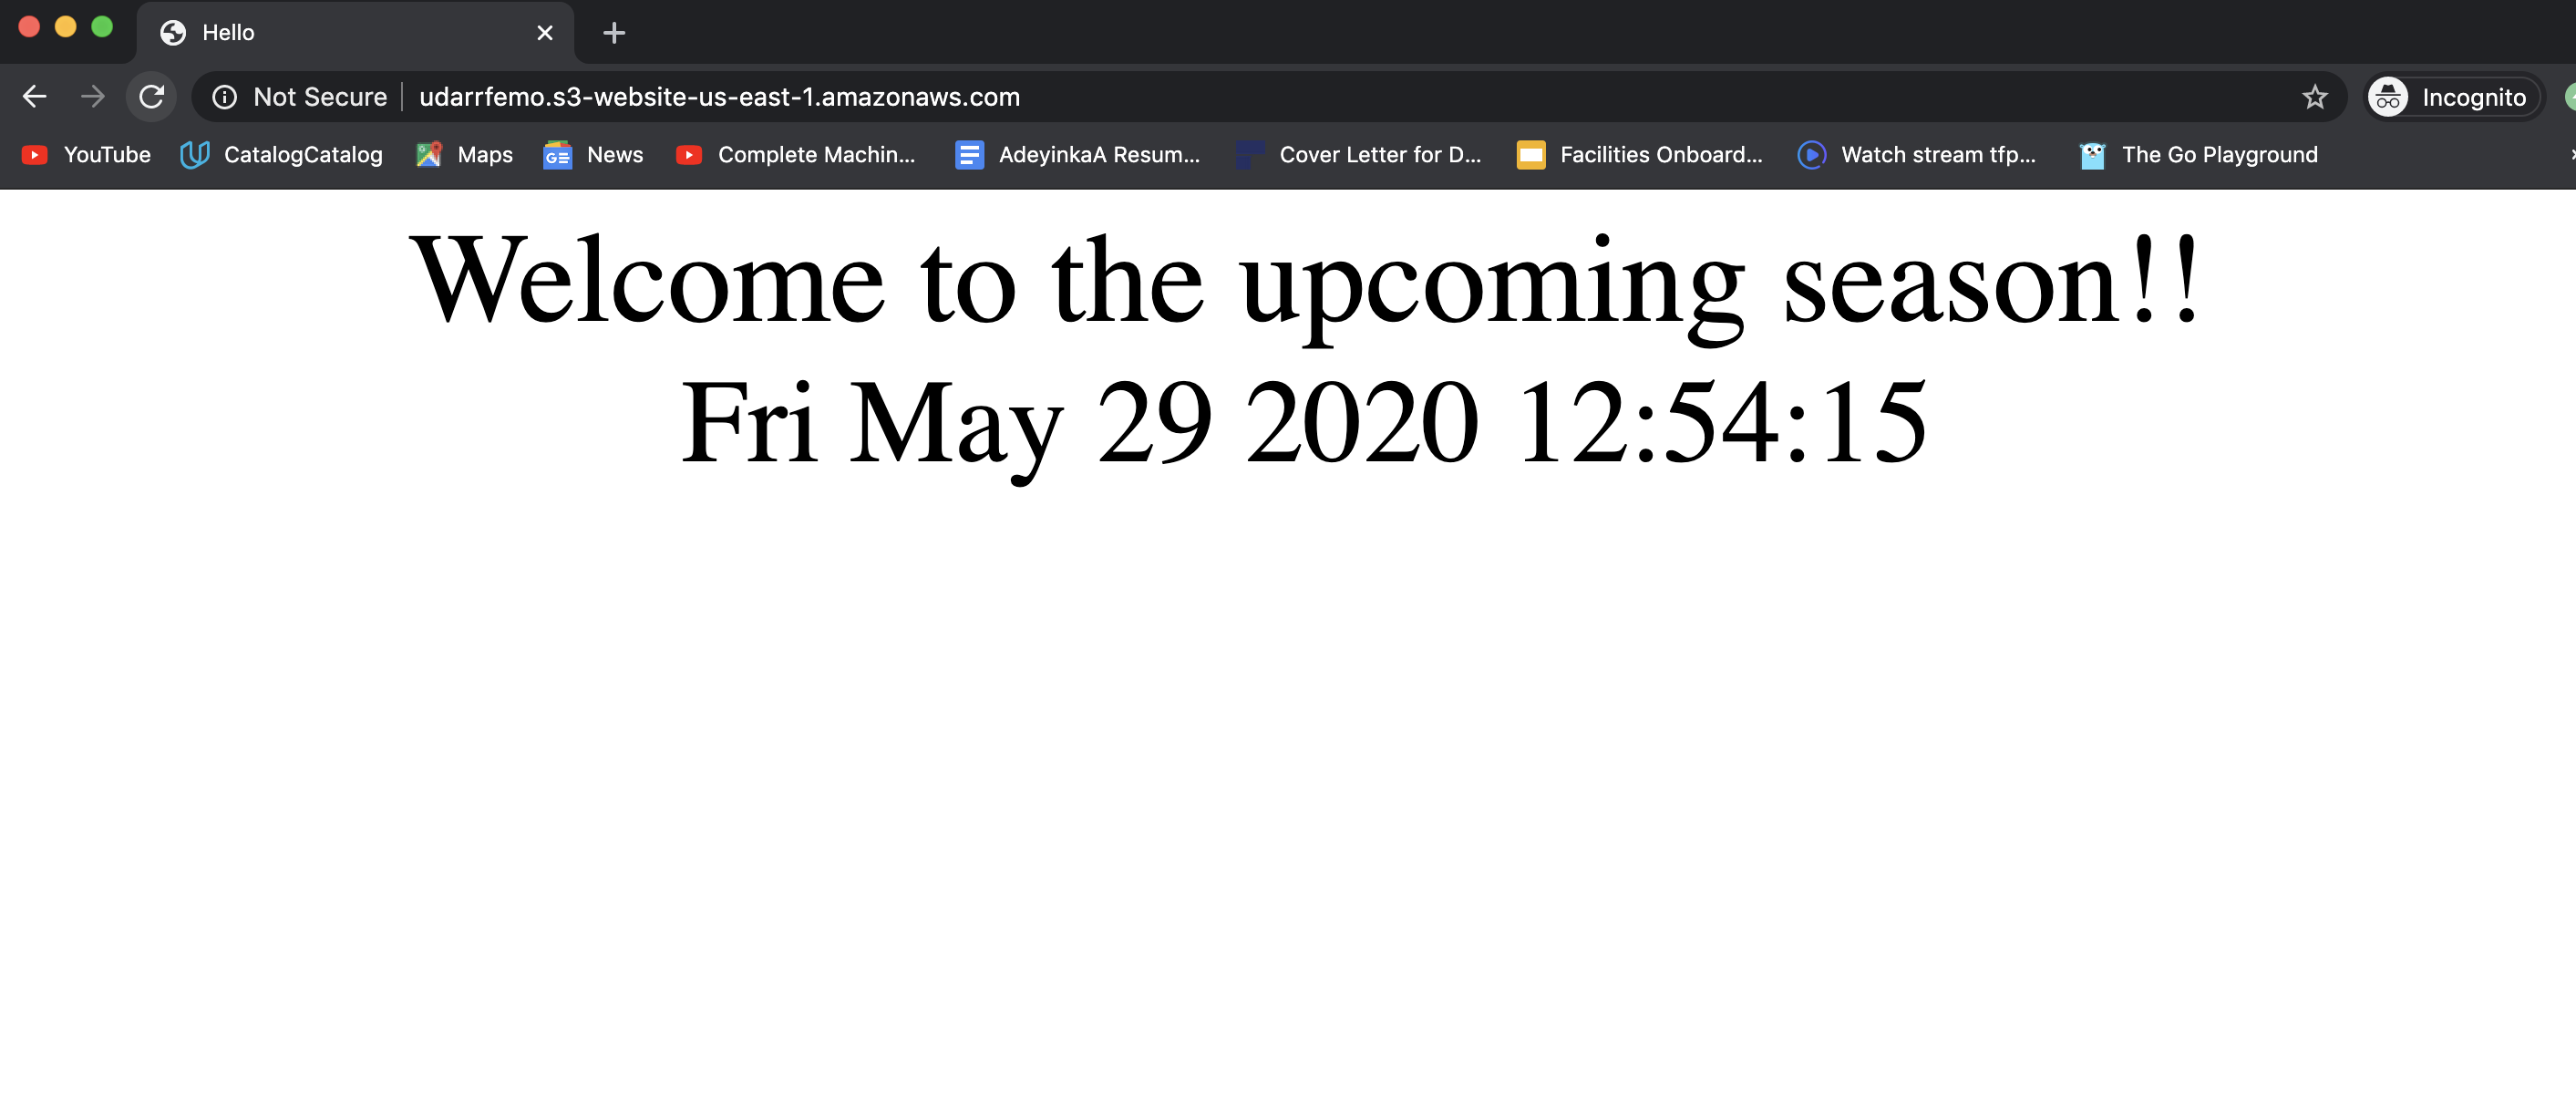 Hello
Not Secure udarrfemo.s3-website-us-east-1.amazonaws.com Incognito
YouTube CatalogCatalog Maps News Complete Machin... AdeyinkaA Resum... Cover Letter for D... Facilities Onboard... Watch stream tfp... The Go Playground
Welcome to the upcoming season!!
Fri May 29 2020 12:54:15